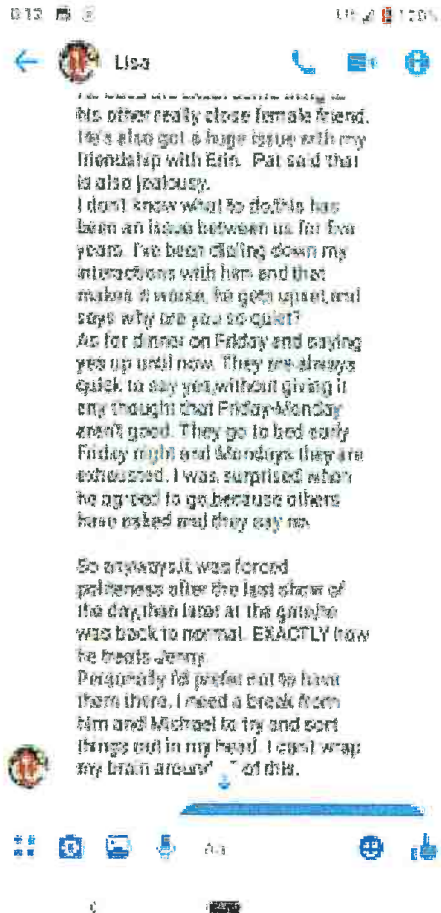 8:12
Lisa
his other really close female friend.
He's also got a huge issue with my
friendship with Erin. Pat said that
is also jealousy.
I don't know what to do,this has
been an issue between us for five
years. I've been dialing down my
interactions with him and that
makes it worse, he gets upset and
says why are you so quiet?
As for dinner on Friday and saying
yes up until now. They are always
quick to say yes,without giving it
any thought that Friday-Monday
aren't good. They go to bed early
Friday night and Mondays they are
exhausted. I was surprised when
he agreed to go,because others
have asked and they say no.
So anyways,it was forced
politeness after the last show of
the day,than later at the gate,he
was back to normal. EXACTLY how
he treats Jenny.
Personally I'd prefer not to have
them there. I need a break from
him and Michael to try and sort
things out in my head. I can't wrap
my brain around of this.
Aa